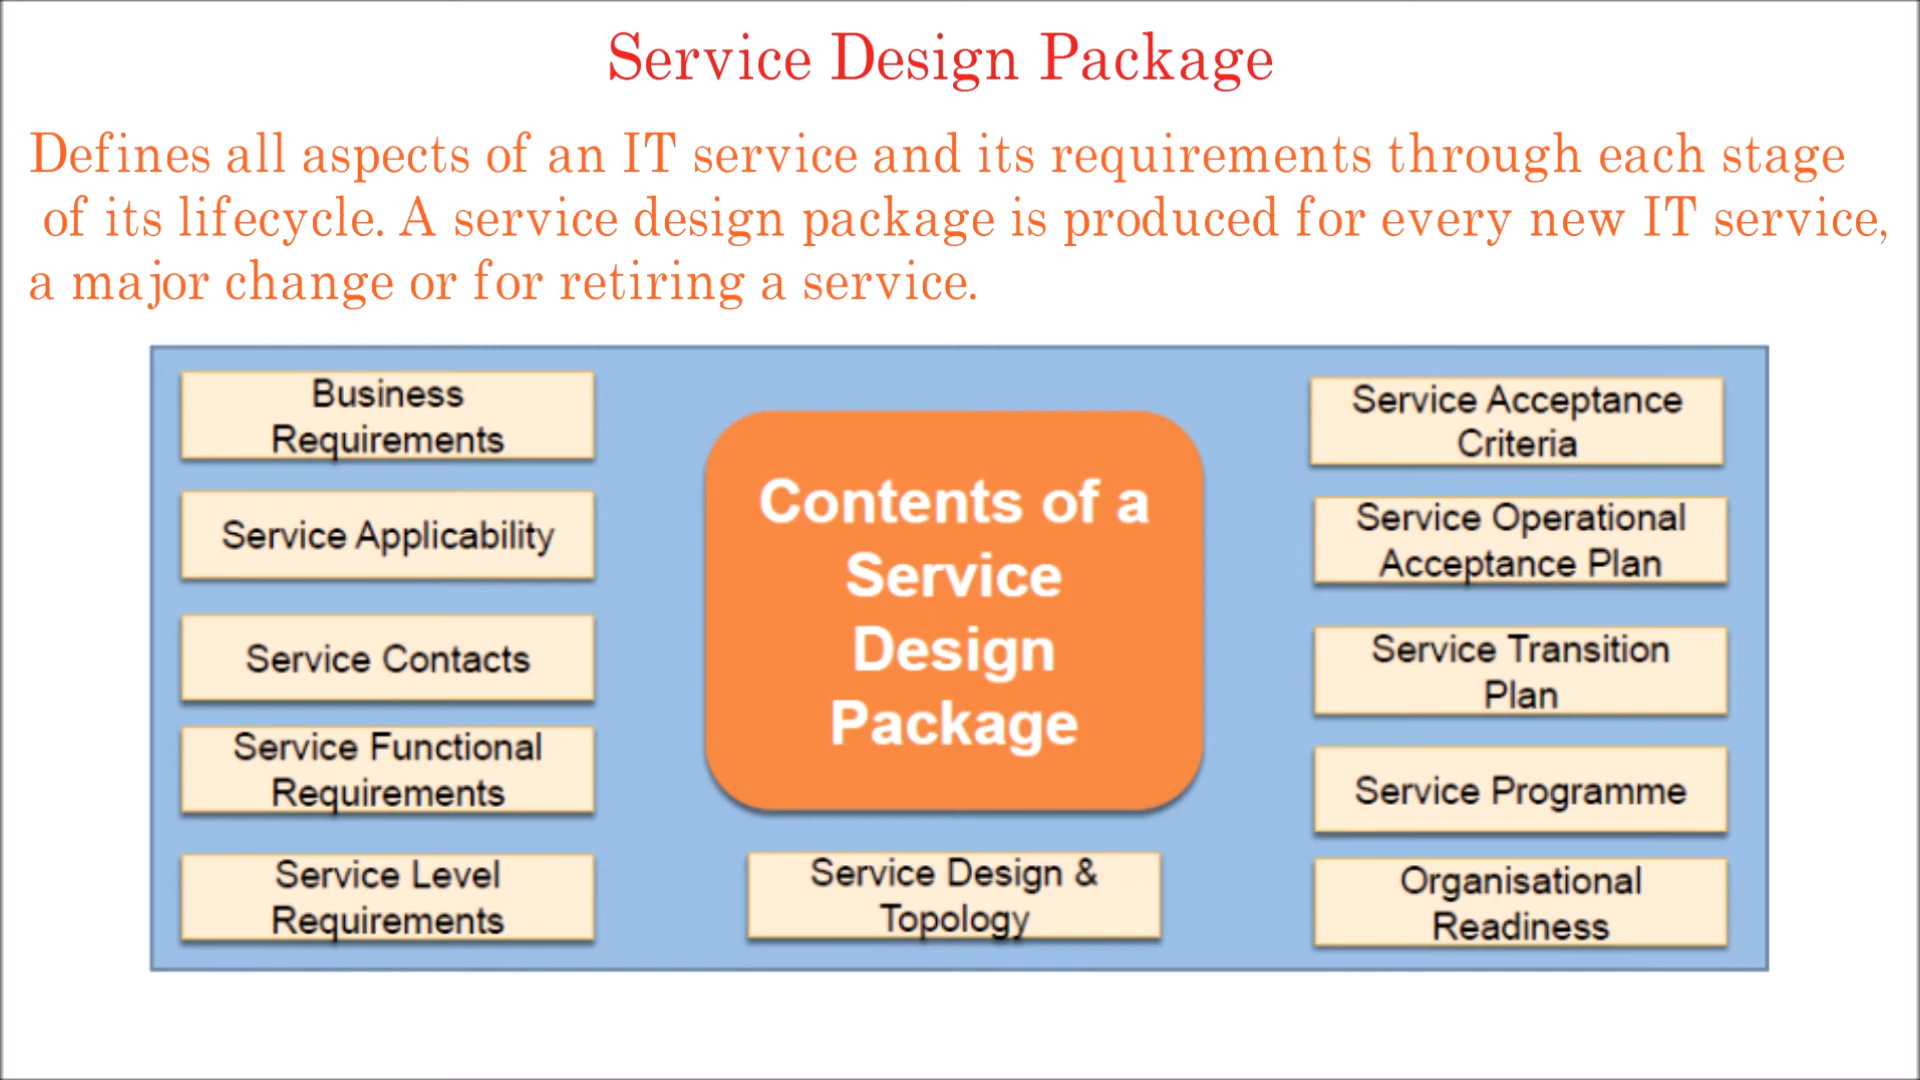 Service Design Package
Defines all aspects of an IT service and its requirements through each stage
of its lifecycle. A service design package is produced for every new IT service,
a major change or for retiring a service.
Business
Requirements
Service Applicability
Service Contacts
Service Functional
Requirements
Service Level
Requirements
Contents of a
Service
Design
Package
Service Design &
Topology
Service Acceptance
Criteria
Service Operational
Acceptance Plan
Service Transition
Plan
Service Programme
Organisational
Readiness